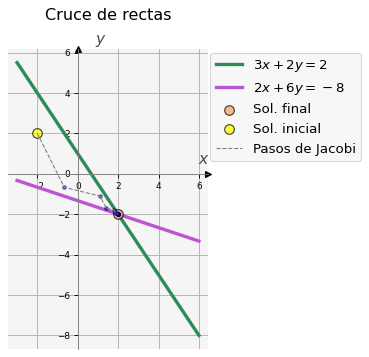 Cruce de rectas
y
3x + 2y = 2
2x + 6y = −8
Sol. final
Sol. inicial
Pasos de Jacobi
x
6
4
2
0
−2
−4
−6
−8
−2 0 2 4 6